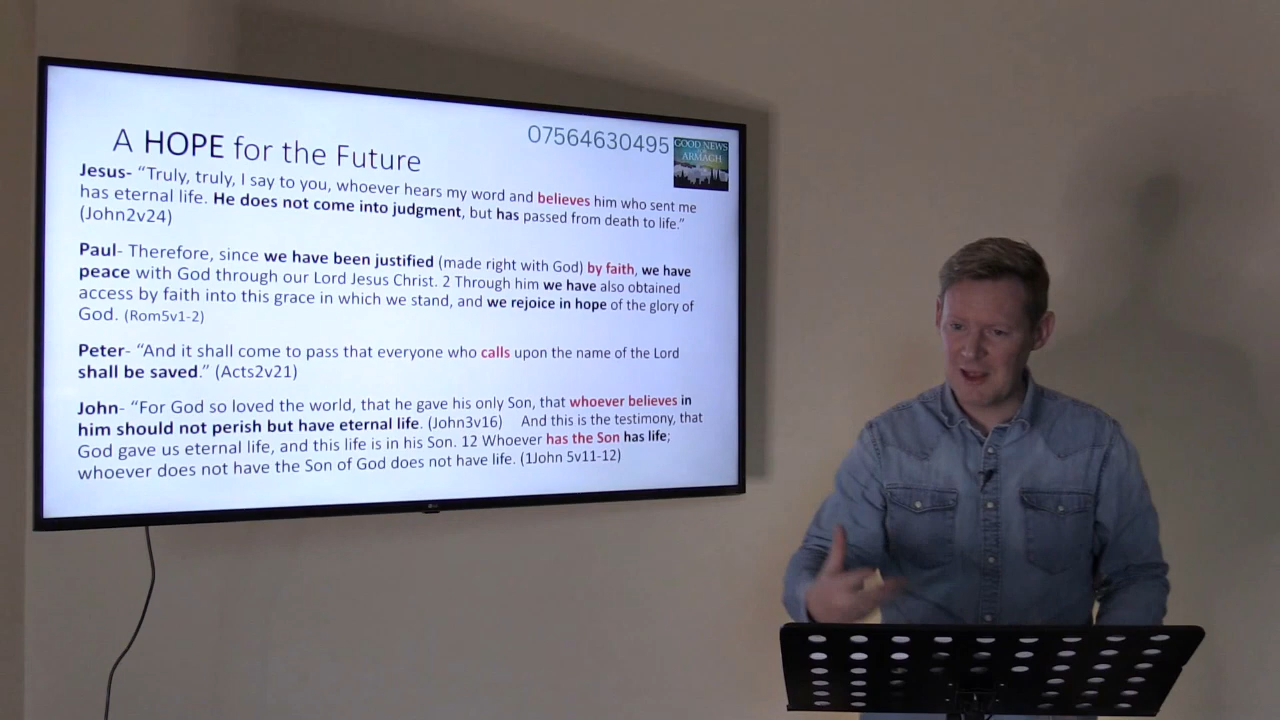 07564630495
GOOD NEWS
ARMAGH
A HOPE for the Future
Jesus- “Truly, truly, I say to you, whoever hears my word and believes him who sent me
has eternal life. He does not come into judgment, but has passed from death to life.”
(John2v24)
Paul- Therefore, since we have been justified (made right with God) by faith, we have
peace with God through our Lord Jesus Christ. 2 Through him we have also obtained
access by faith into this grace in which we stand, and we rejoice in hope of the glory of
God. (Rom5v1-2)
Peter- “And it shall come to pass that everyone who calls upon the name of the Lord
shall be saved.” (Acts2v21)
John- “For God so loved the world, that he gave his only Son, that whoever believes in
him should not perish but have eternal life. (John3v16) And this is the testimony, that
God gave us eternal life, and this life is in his Son. 12 Whoever has the Son has life;
whoever does not have the Son of God does not have life. (1John 5v11-12)
LG